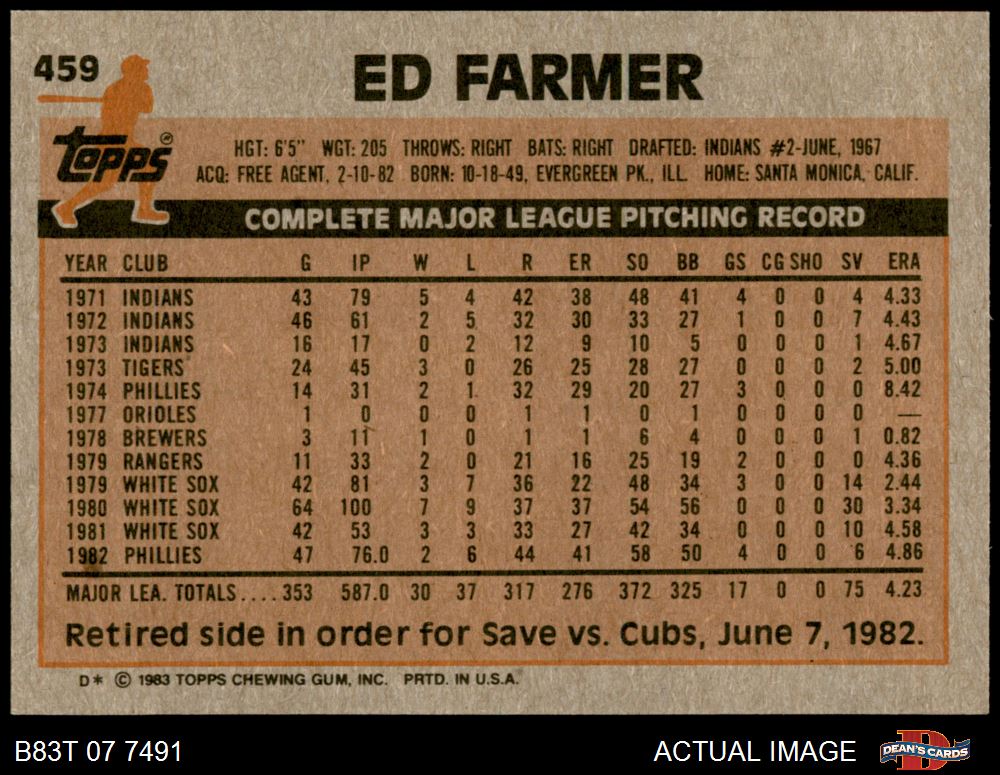 459
ED FARMER
Topps®
HGT: 6'5" WGT: 205 THROWS: RIGHT BATS: RIGHT DRAFTED: INDIANS #2-JUNE, 1967
ACQ: FREE AGENT, 2-10-82 BORN: 10-18-49, EVERGREEN PK., ILL. HOME: SANTA MONICA, CALIF.
COMPLETE MAJOR LEAGUE PITCHING RECORD
YEAR CLUB G IP W L R ER SO BB GS CG SHO SV ERA
1971 INDIANS 43 79 5 4 42 38 48 41 4 0 0 4 4.33
1972 INDIANS 46 61 2 5 32 30 33 27 1 0 0 7 4.43
1973 INDIANS 16 17 0 2 12 9 10 5 0 0 0 1 4.67
1973 TIGERS 24 45 3 0 26 25 28 27 0 0 0 2 5.00
1974 PHILLIES 14 31 2 1 32 29 20 27 3 0 0 0 8.42
1977 ORIOLES 1 0 0 0 1 1 0 1 0 0 0 0 —
1978 BREWERS 3 11 1 0 1 1 6 4 0 0 0 1 0.82
1979 RANGERS 11 33 2 0 21 16 25 19 2 0 0 0 4.36
1979 WHITE SOX 42 81 3 7 36 22 48 34 3 0 0 14 2.44
1980 WHITE SOX 64 100 7 9 37 37 54 56 0 0 0 30 3.34
1981 WHITE SOX 42 53 3 3 33 27 42 34 0 0 0 10 4.58
1982 PHILLIES 47 76.0 2 6 44 41 58 50 4 0 0 6 4.86
MAJOR LEA. TOTALS....353 587.0 30 37 317 276 372 325 17 0 0 75 4.23
Retired side in order for Save vs. Cubs, June 7, 1982.
D* © 1983 TOPPS CHEWING GUM, INC. PRTD. IN U.S.A.
B83T 07 7491 ACTUAL IMAGE DEAN'S CARDS